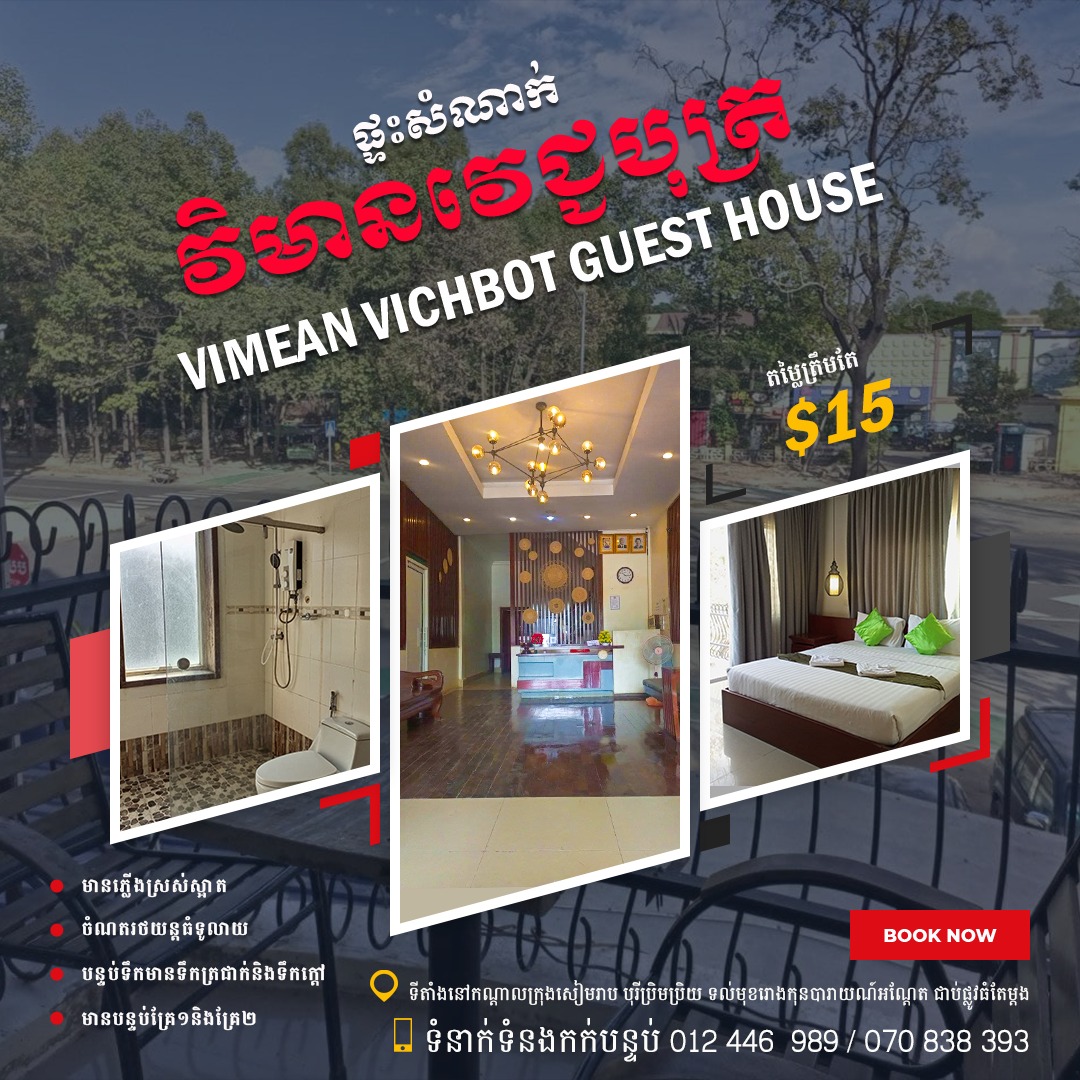 ផ្ទះសំណាក់
វិមានវេជ្ជបុត្រ
VIMEAN VICHBOT GUEST HOUSE
តម្លៃត្រឹមតែ
$15
មានភ្លើងស្រស់ស្អាត
ចំណតរថយន្តធំទូលាយ
បន្ទប់ទឹកមានទឹកត្រជាក់និងទឹកក្តៅ
មានបន្ទប់គ្រែ១និងគ្រែ២
BOOK NOW
ទីតាំងនៅកណ្តាលក្រុងសៀមរាប បុរីប្រិមប្រិយ ទល់មុខរោងកុនបារាយណ៍អណ្តែត ជាប់ផ្លូវធំតែម្តង
ទំនាក់ទំនងកក់បន្ទប់ 012 446 989 / 070 838 393